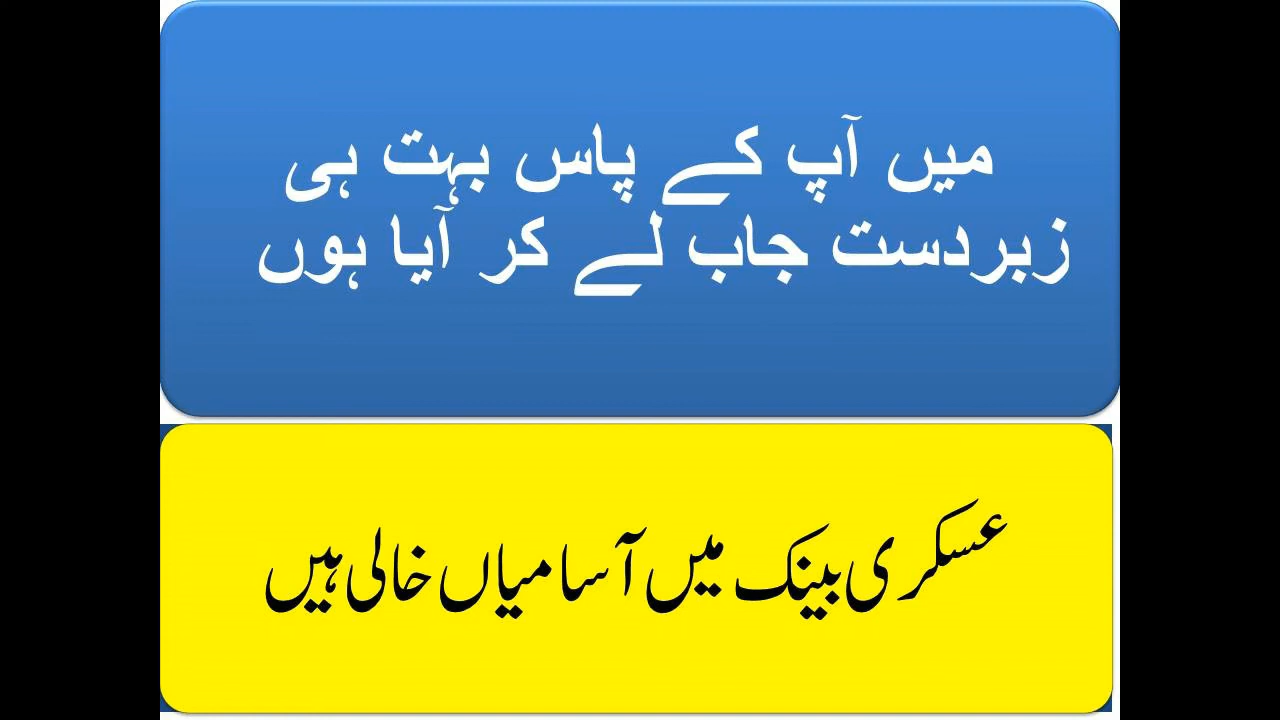 میں آپ کے پاس بہت ہی
زبردست جاب لے کر آیا ہوں
عسکری بینک میں آسامیاں خالی ہیں